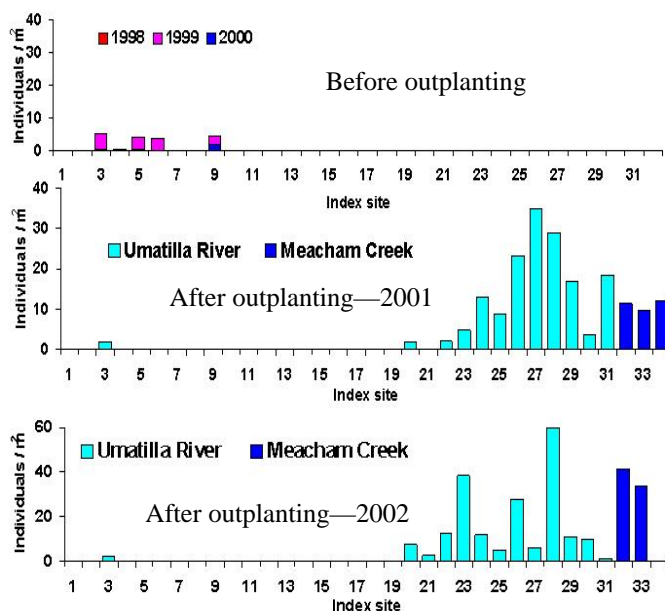 40
30
20
10
0
Individuals / m²
1998 1999 2000
Before outplanting
1 3 5 7 9 11 13 15 17 19 21 23 25 27 29 31
Index site
40
30
20
10
0
Individuals / m²
Umatilla River Meacham Creek
After outplanting—2001
1 3 5 7 9 11 13 15 17 19 21 23 25 27 29 31 33
Index site
60
40
20
0
Individuals / m²
Umatilla River Meacham Creek
After outplanting—2002
1 3 5 7 9 11 13 15 17 19 21 23 25 27 29 31 33
Index site